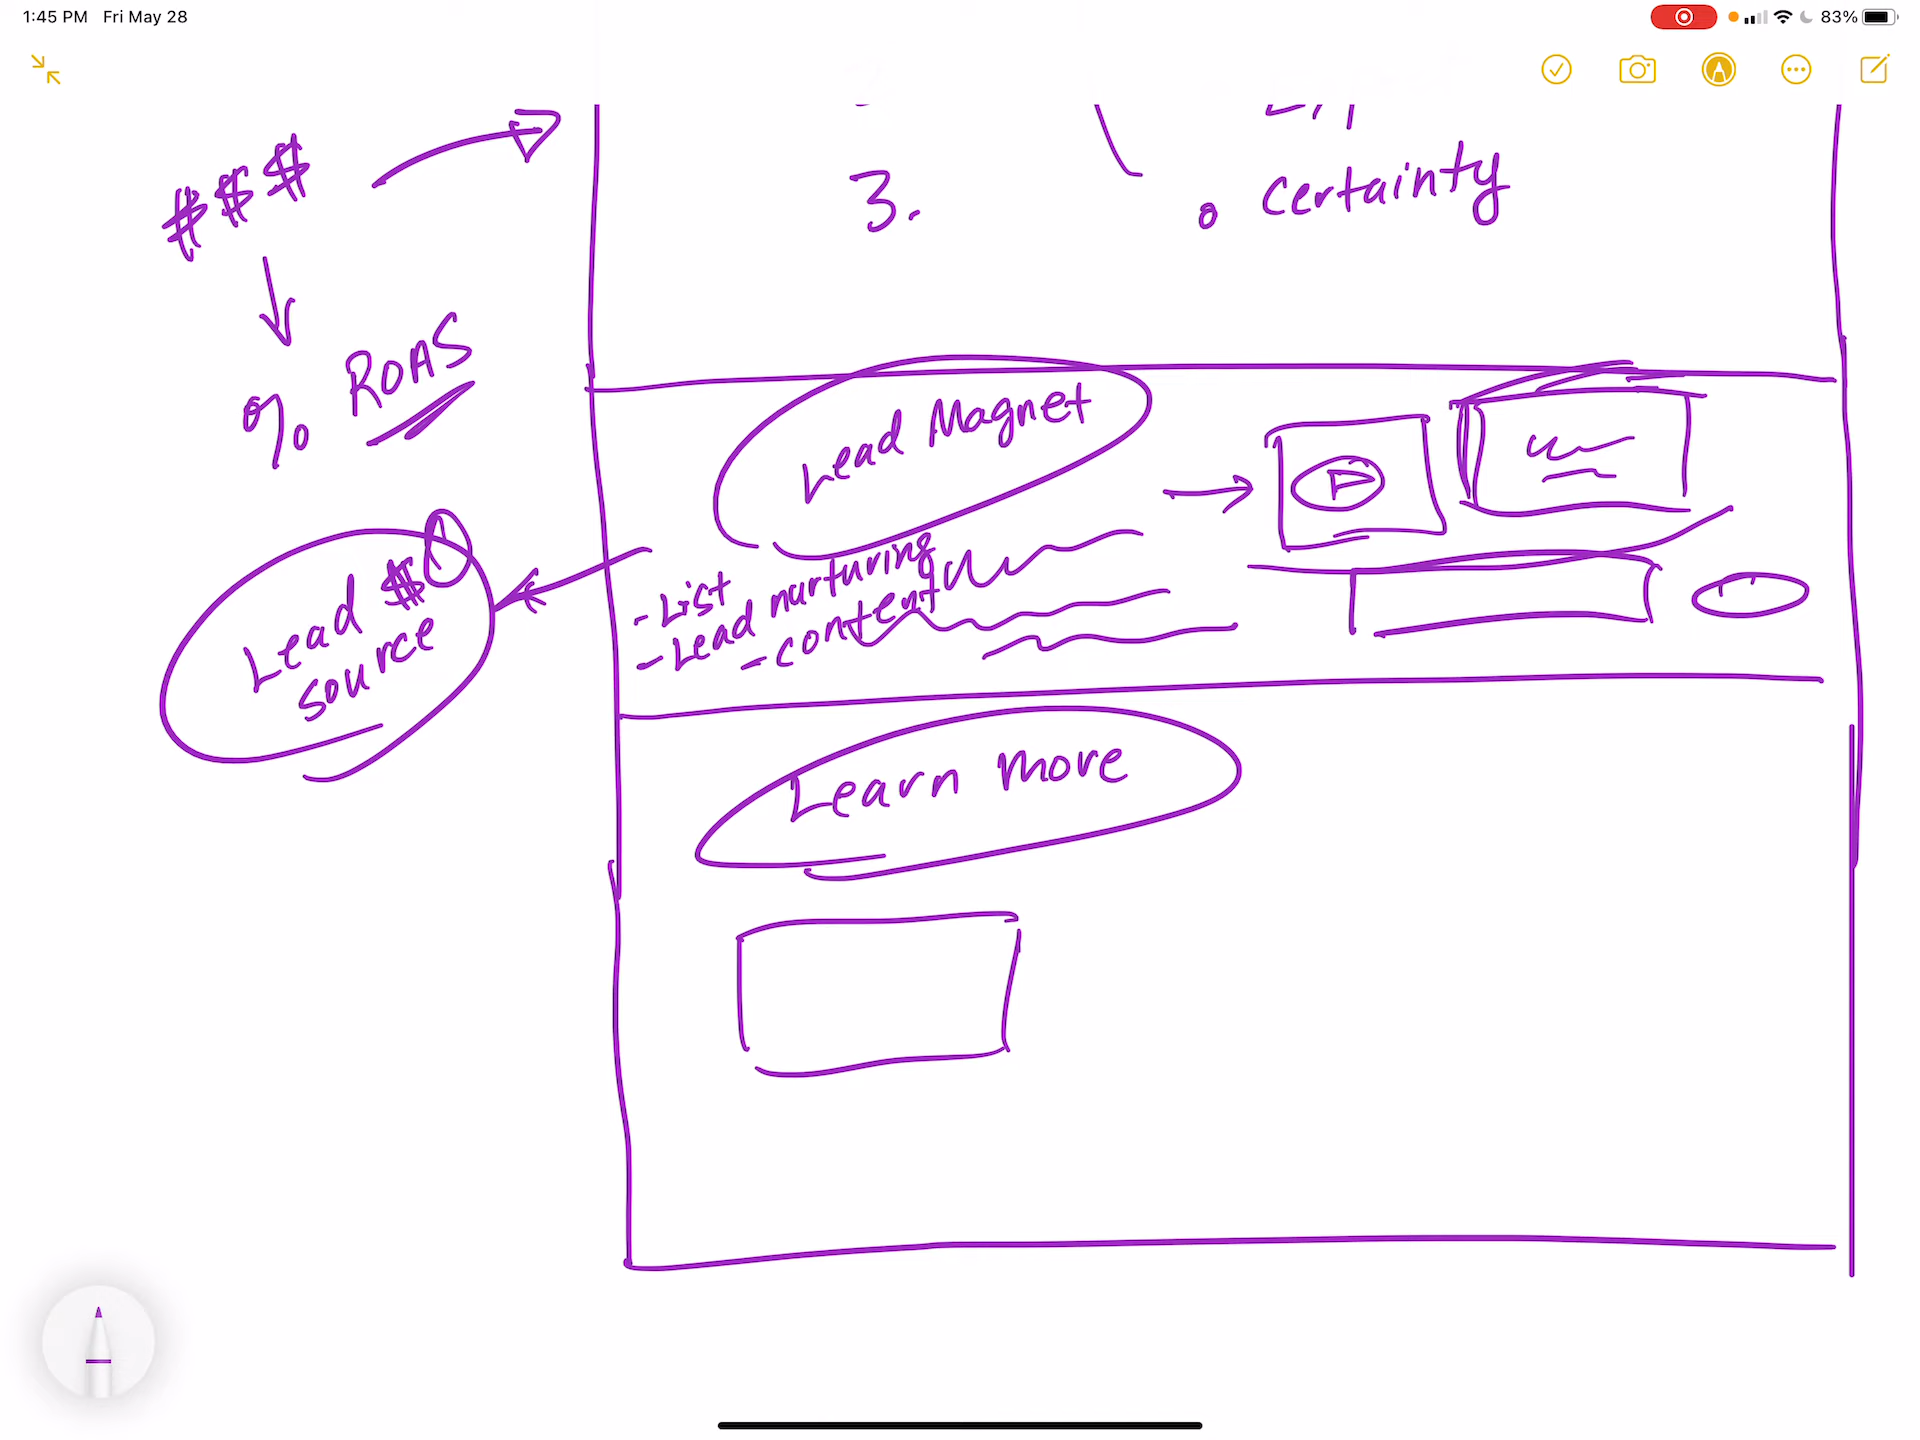 1:45 PM Fri May 28
83%
$$$
3.
certainty
% ROAS
Lead Magnet
- List
- Lead nurturing
- content
Lead $
source
Learn More